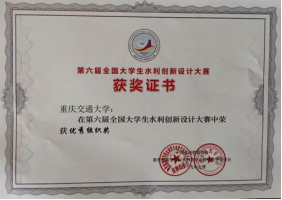 第六届全国大学生水利创新设计大赛
获奖证书
重庆交通大学：
在第六届全国大学生水利创新设计大赛中荣
获优秀组织奖